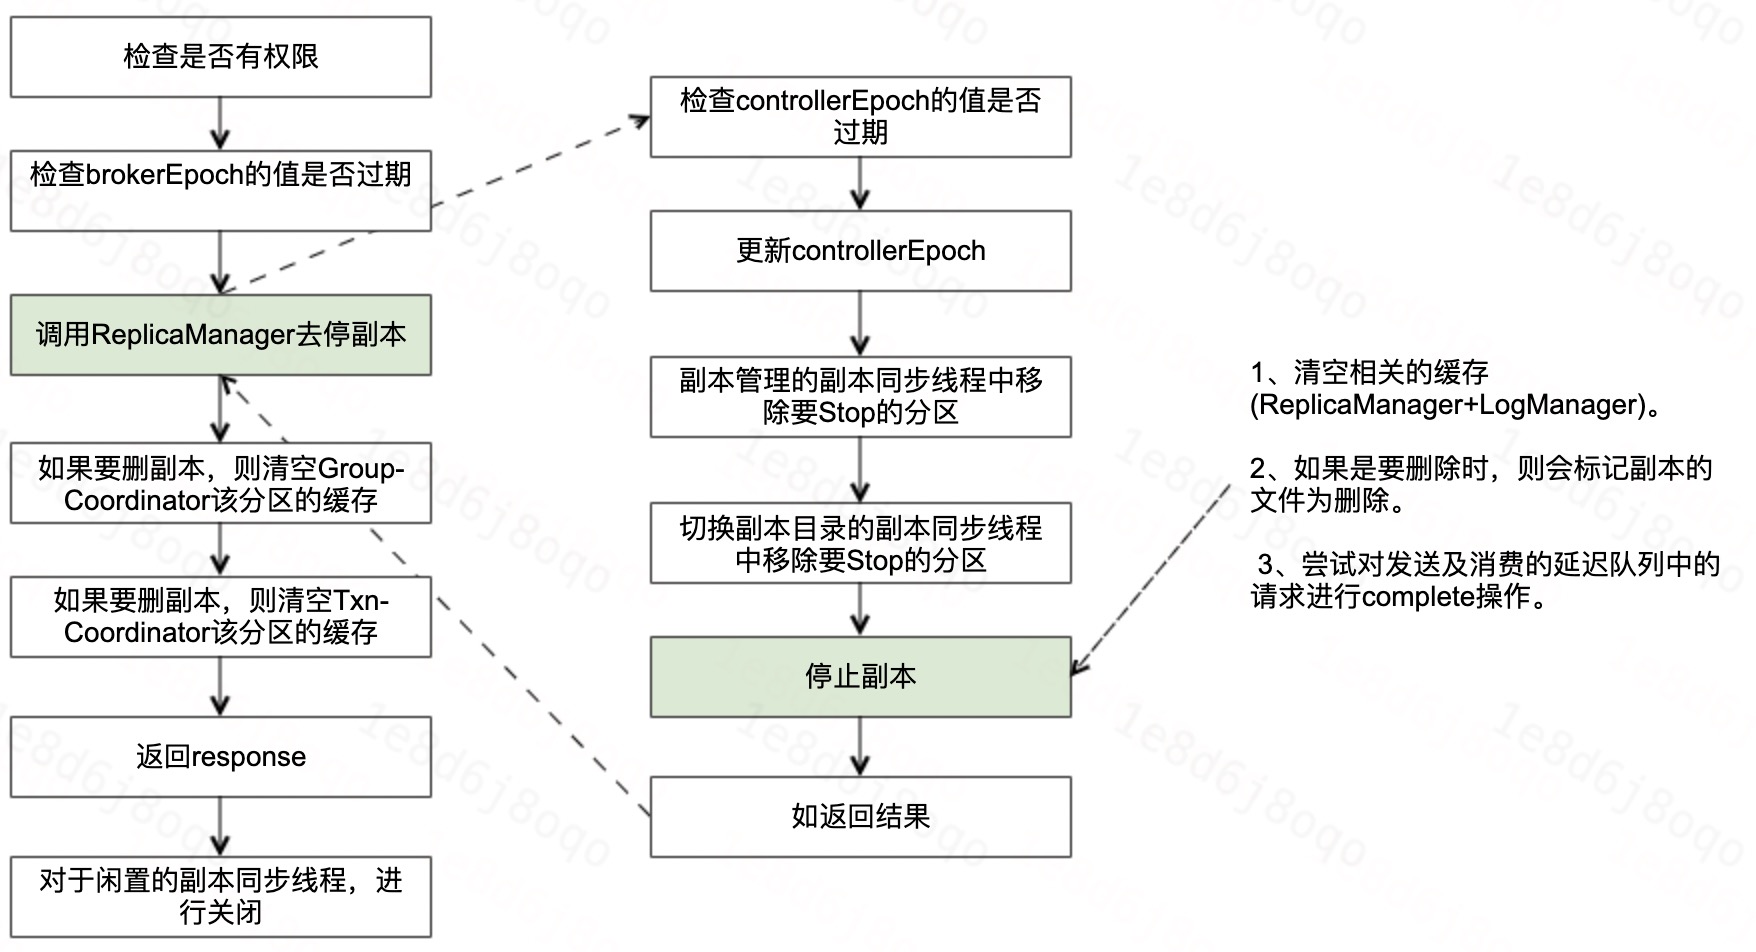 检查是否有权限
检查brokerEpoch的值是否过期
调用ReplicaManager去停副本
如果要删副本，则清空Group-
Coordinator该分区的缓存
如果要删副本，则清空Txn-
Coordinator该分区的缓存
返回response
对于闲置的副本同步线程，进
行关闭
检查controllerEpoch的值是否
过期
更新controllerEpoch
副本管理的副本同步线程中移
除要Stop的分区
切换副本目录的副本同步线程
中移除要Stop的分区
停止副本
如返回结果
1、清空相关的缓存
(ReplicaManager+LogManager)。
2、如果是要删除时，则会标记副本的
文件为删除。
3、尝试对发送及消费的延迟队列中的
请求进行complete操作。
1e8d6j8oqo